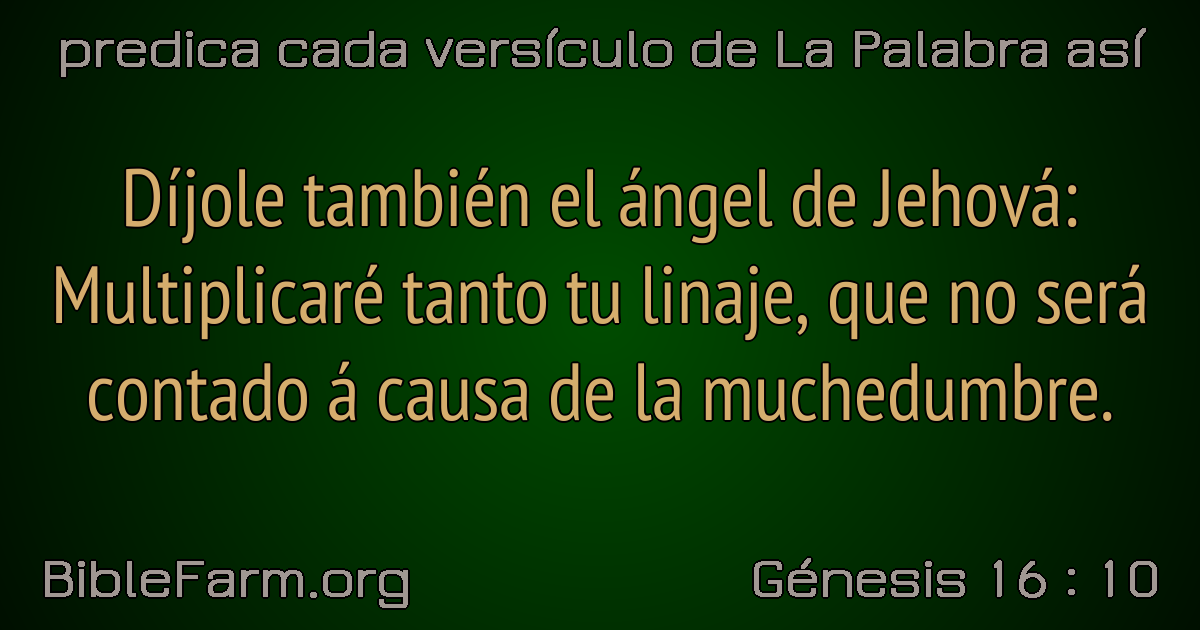 predica cada versículo de La Palabra así
Díjole también el ángel de Jehová:
Multiplicaré tanto tu linaje, que no será
contado á causa de la muchedumbre.
BibleFarm.org
Génesis 16 : 10